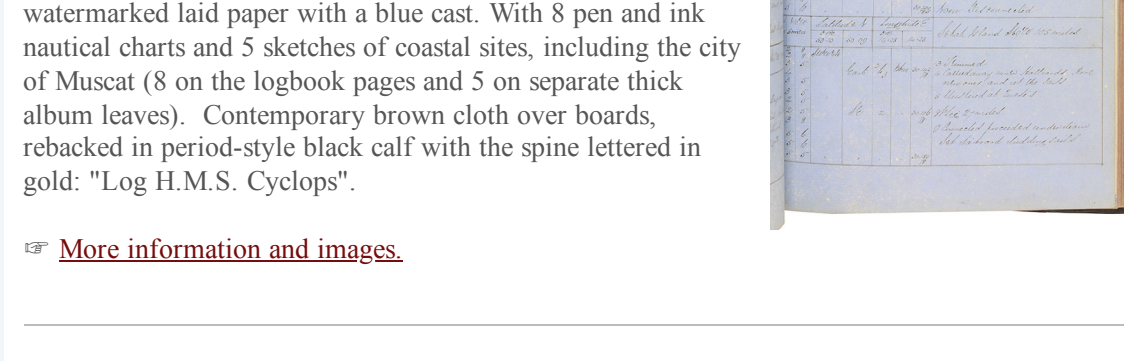 watermarked laid paper with a blue cast. With 8 pen and ink
nautical charts and 5 sketches of coastal sites, including the city
of Muscat (8 on the logbook pages and 5 on separate thick
album leaves).  Contemporary brown cloth over boards,
rebacked in period-style black calf with the spine lettered in
gold: "Log H.M.S. Cyclops".
☞ More information and images.